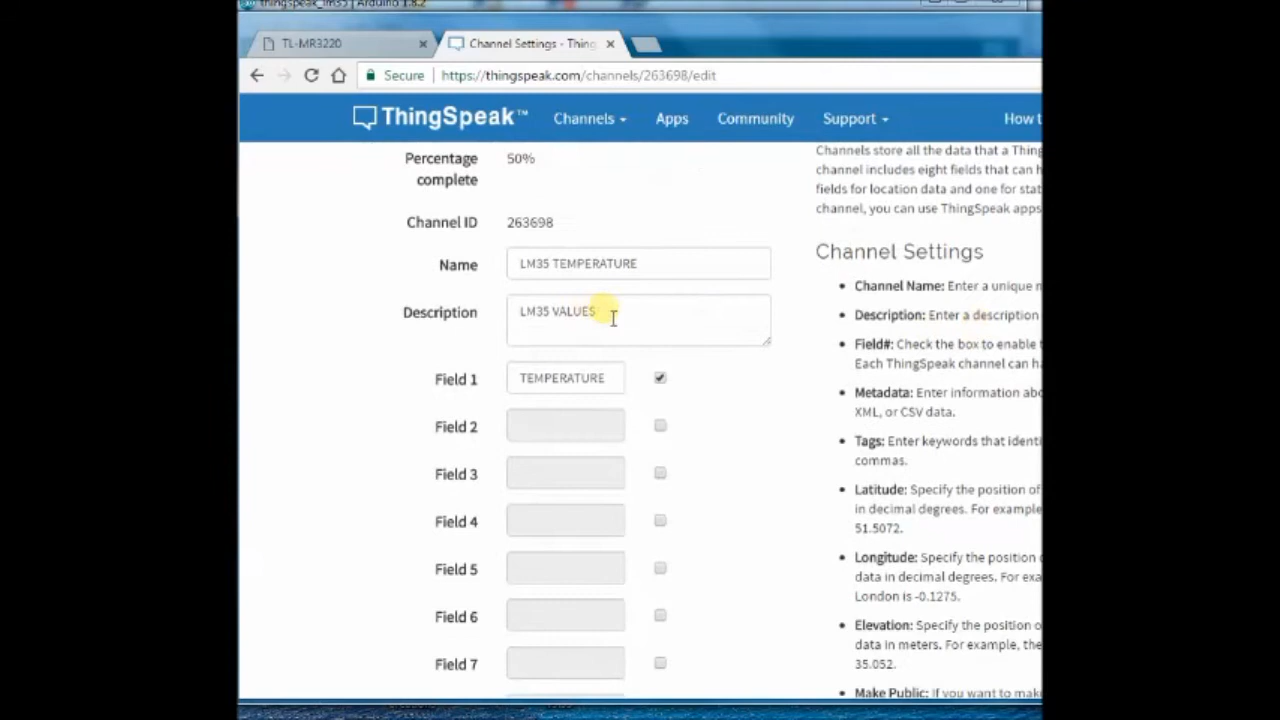 thingspeak_lm35 | Arduino 1.8.2
TL-MR3220
Channel Settings - Thing
Secure
https://thingspeak.com/channels/263698/edit
ThingSpeak™
Channels
Apps
Community
Support
How t
Percentage
complete
50%
Channel ID
263698
Name
LM35 TEMPERATURE
Description
LM35 VALUES
Field 1
TEMPERATURE
Field 2
Field 3
Field 4
Field 5
Field 6
Field 7
Channels store all the data that a Thing
channel includes eight fields that can h
fields for location data and one for stat
channel, you can use ThingSpeak apps
Channel Settings
• Channel Name: Enter a unique n
• Description: Enter a description
• Field#: Check the box to enable t
Each ThingSpeak channel can ha
• Metadata: Enter information abo
XML, or CSV data.
• Tags: Enter keywords that identi
commas.
• Latitude: Specify the position of
in decimal degrees. For example
51.5072.
• Longitude: Specify the position o
data in decimal degrees. For exa
London is -0.1275.
• Elevation: Specify the position o
data in meters. For example, the
35.052.
• Make Public: If you want to make